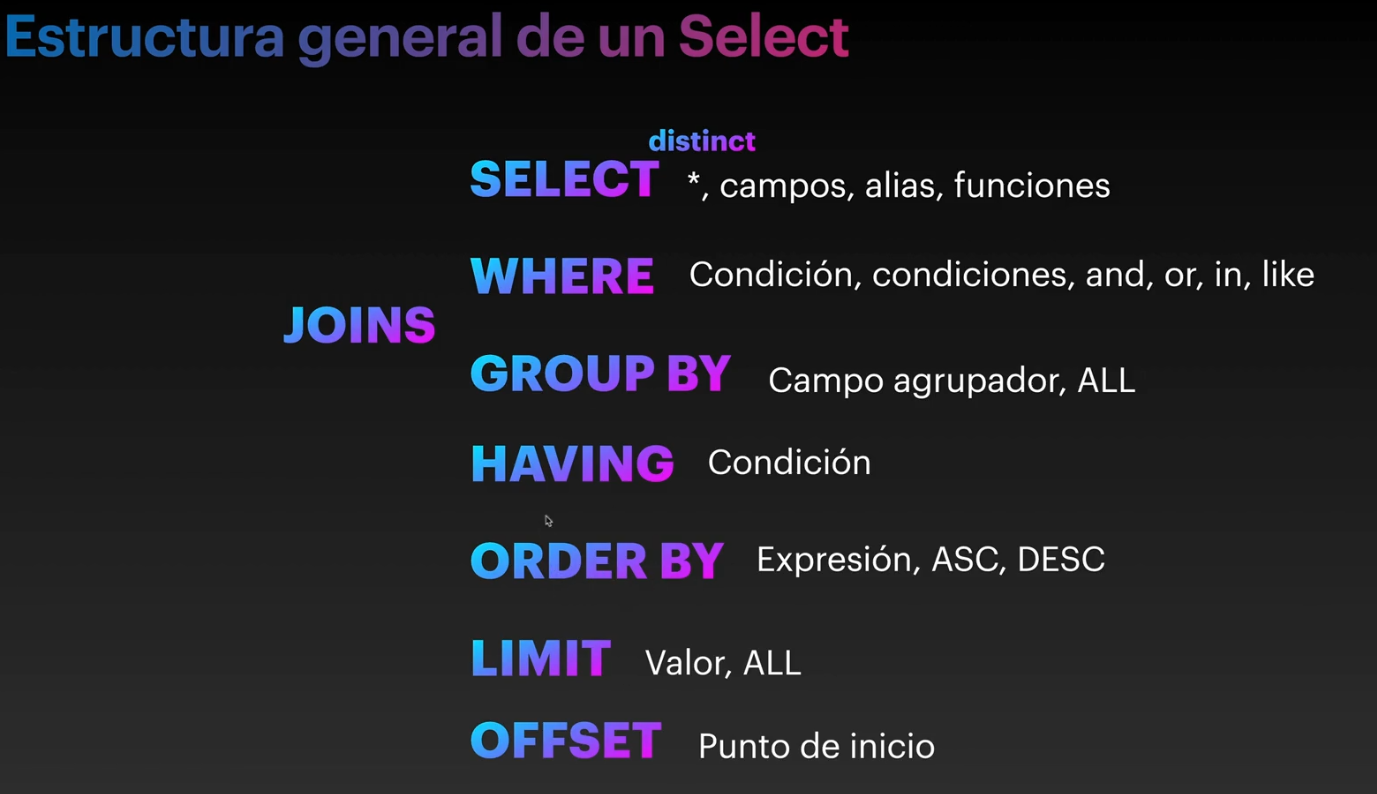 Estructura general de un Select
distinct
SELECT *, campos, alias, funciones
WHERE Condición, condiciones, and, or, in, like
JOINS
GROUP BY Campo agrupador, ALL
HAVING Condición
ORDER BY Expresión, ASC, DESC
LIMIT Valor, ALL
OFFSET Punto de inicio